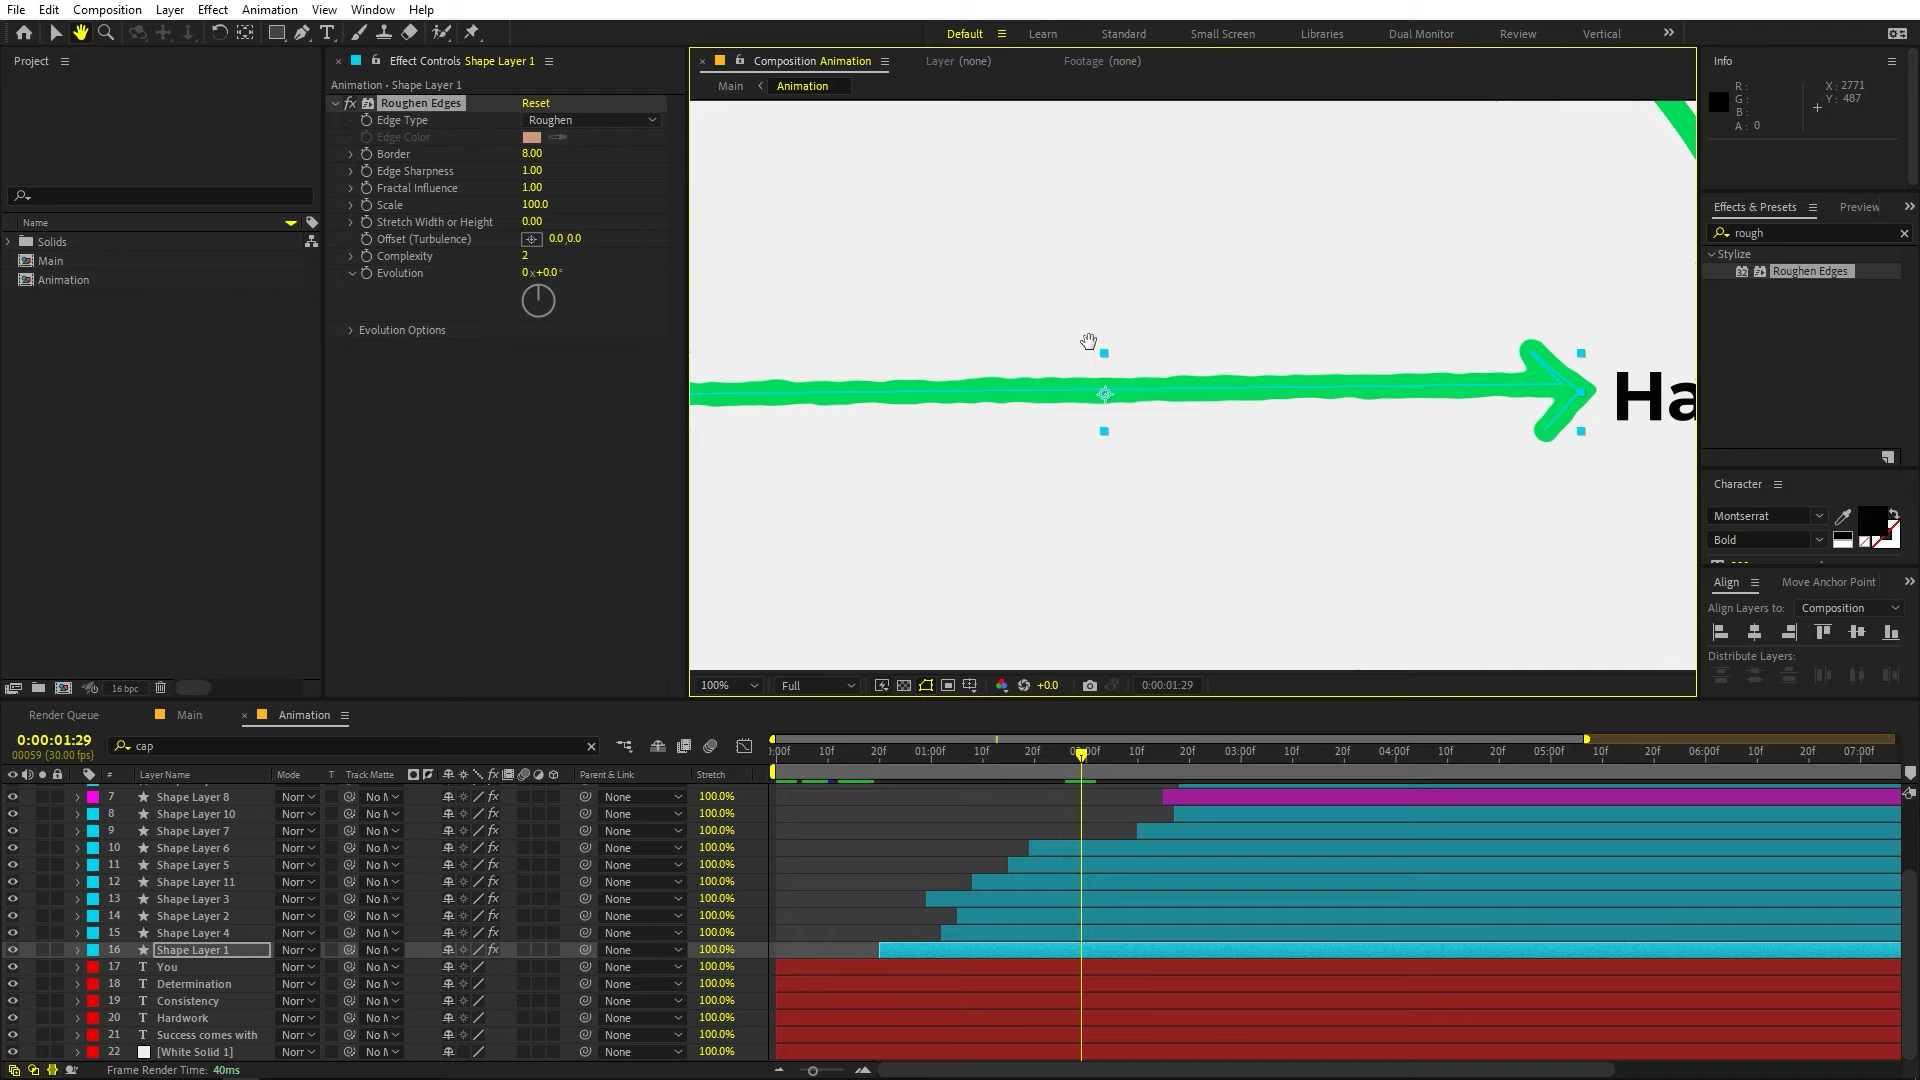 File Edit Composition Layer Effect Animation View Window Help
Default Learn Standard Small Screen Libraries Dual Monitor Review Vertical
Project
Name
Solids
Main
Animation
16 bpc
Effect Controls Shape Layer 1
Animation • Shape Layer 1
fx Roughen Edges Reset
Edge Type Roughen
Edge Color
Border 8.00
Edge Sharpness 1.00
Fractal Influence 1.00
Scale 100.0
Stretch Width or Height 0.00
Offset (Turbulence) 0.0,0.0
Complexity 2
Evolution 0x+0.0°
Evolution Options
Composition Animation Layer (none) Footage (none)
Main Animation
Ha
100% Full +0.0 0:00:01:29
Info
R: X: 2771
G: Y: 487
B:
A: 0
Effects & Presets Preview
rough
Stylize
32 Roughen Edges
Character
Montserrat
Bold
Align Move Anchor Point
Align Layers to: Composition
Distribute Layers:
Render Queue Main Animation
0:00:01:29
00059 (30.00 fps)
cap
# Layer Name Mode T Track Matte fx Parent & Link Stretch
0:00f 10f 20f 01:00f 10f 20f 02:00f 10f 20f 03:00f 10f 20f 04:00f 10f 20f 05:00f 10f 20f 06:00f 10f 20f 07:00f
7 Shape Layer 8 Norr No M fx None 100.0%
8 Shape Layer 10 Norr No M fx None 100.0%
9 Shape Layer 7 Norr No M fx None 100.0%
10 Shape Layer 6 Norr No M fx None 100.0%
11 Shape Layer 5 Norr No M fx None 100.0%
12 Shape Layer 11 Norr No M fx None 100.0%
13 Shape Layer 3 Norr No M fx None 100.0%
14 Shape Layer 2 Norr No M fx None 100.0%
15 Shape Layer 4 Norr No M fx None 100.0%
16 Shape Layer 1 Norr No M fx None 100.0%
17 T You Norr No M None 100.0%
18 T Determination Norr No M None 100.0%
19 T Consistency Norr No M None 100.0%
20 T Hardwork Norr No M None 100.0%
21 T Success comes with Norr No M None 100.0%
22 [White Solid 1] Norr No M None 100.0%
Frame Render Time: 40ms